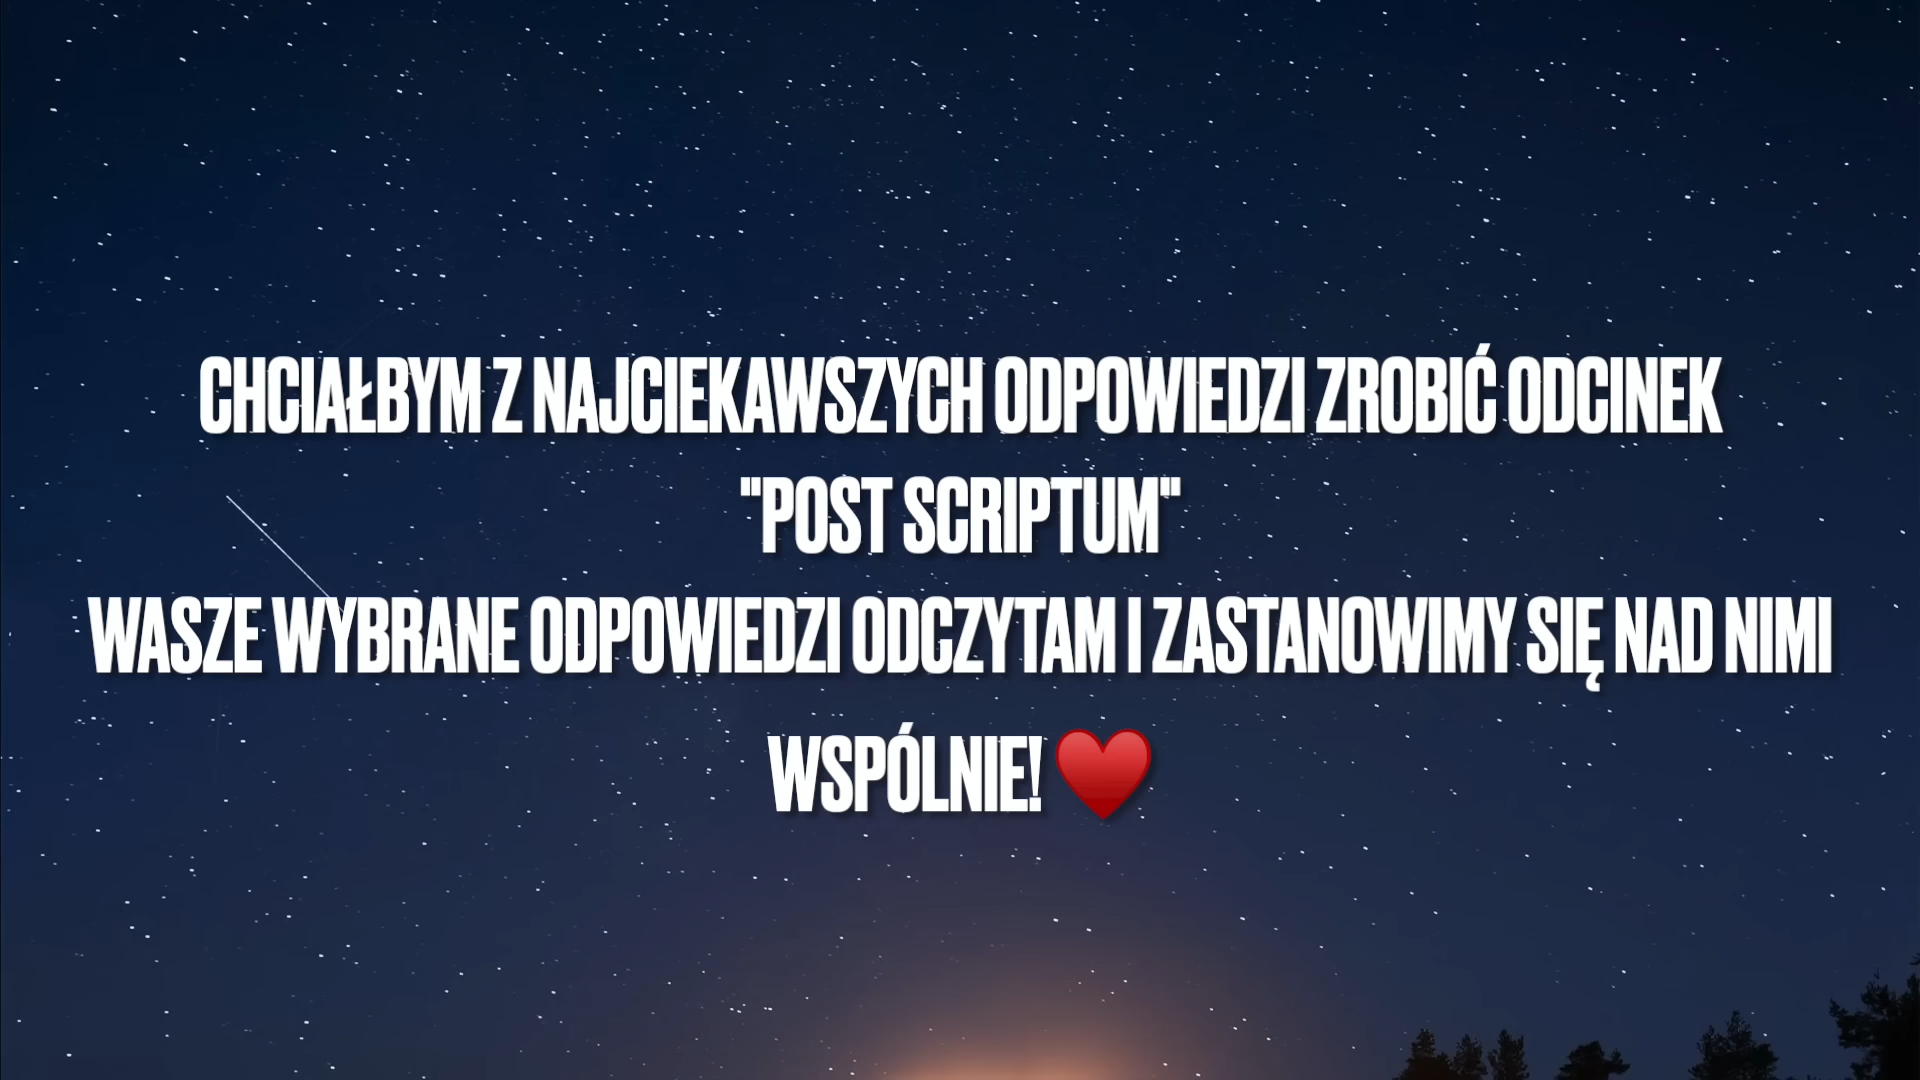 CHCIAŁBYM Z NAJCIEKAWSZYCH ODPOWIEDZI ZROBIĆ ODCINEK
"POST SCRIPTUM"
WASZE WYBRANE ODPOWIEDZI ODCZYTAM I ZASTANOWIMY SIĘ NAD NIMI
WSPÓLNIE! ❤️